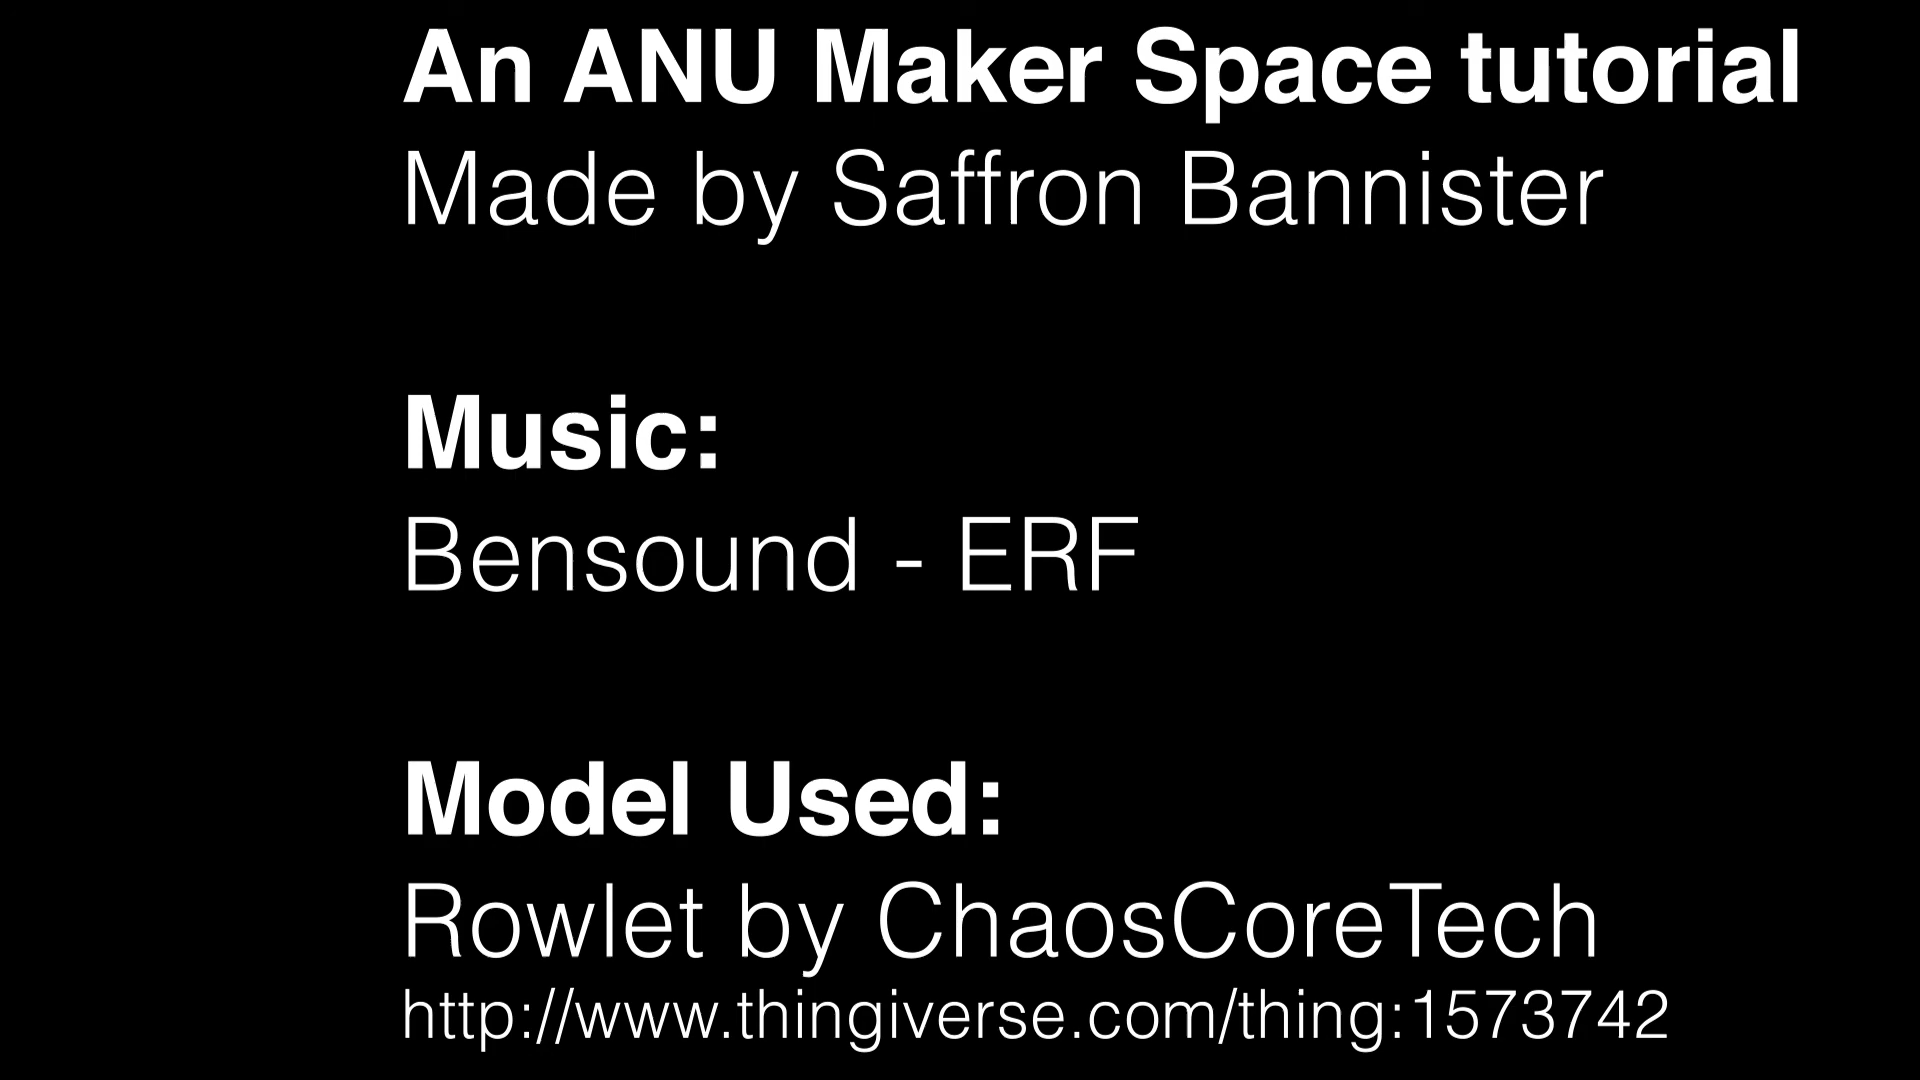 An ANU Maker Space tutorial
Made by Saffron Bannister
Music:
Bensound - ERF
Model Used:
Rowlet by ChaosCoreTech
http://www.thingiverse.com/thing:1573742